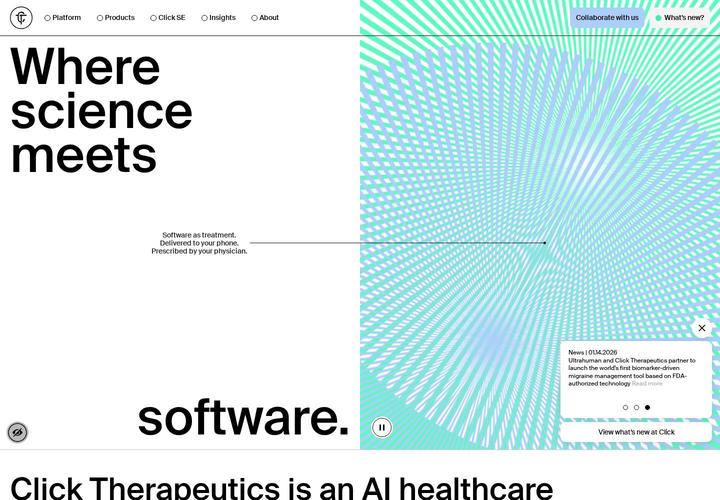 Platform
Products
Click SE
Insights
About
Collaborate with us
What's new?
Where
science
meets
Software as treatment.
Delivered to your phone.
Prescribed by your physician.
News | 01.14.2026
Ultrahuman and Click Therapeutics partner to
launch the world's first biomarker-driven
migraine management tool based on FDA-
authorized technology Read more
View what's new at Click
software.
Click Therapeutics is an AI healthcare